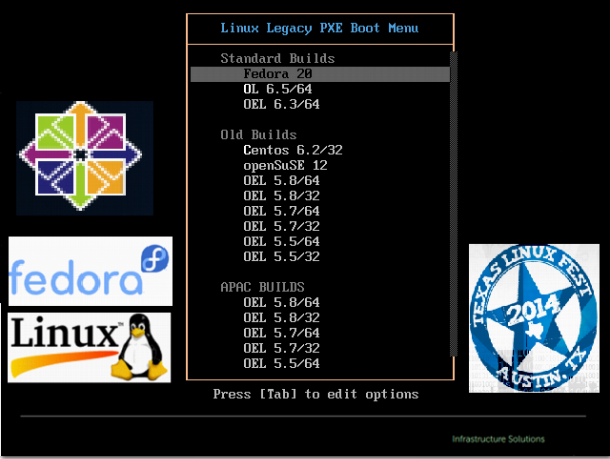 Linux Legacy PXE Boot Menu
Standard Builds
Fedora 20
OL 6.5/64
OEL 6.3/64
Old Builds
Centos 6.2/32
openSuSE 12
OEL 5.8/64
OEL 5.8/32
OEL 5.7/64
OEL 5.7/32
OEL 5.5/64
OEL 5.5/32
APAC BUILDS
OEL 5.8/64
OEL 5.8/32
OEL 5.7/64
OEL 5.7/32
OEL 5.5/64
Press [Tab] to edit options
fedora
Linux™
TEXAS LINUX FEST
2014
AUSTIN, TX
Infrastructure Solutions